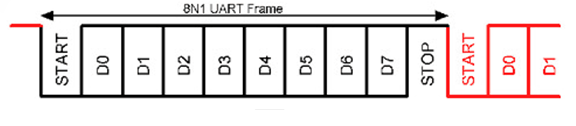 8N1 UART Frame
START D0 D1 D2 D3 D4 D5 D6 D7 STOP START D0 D1